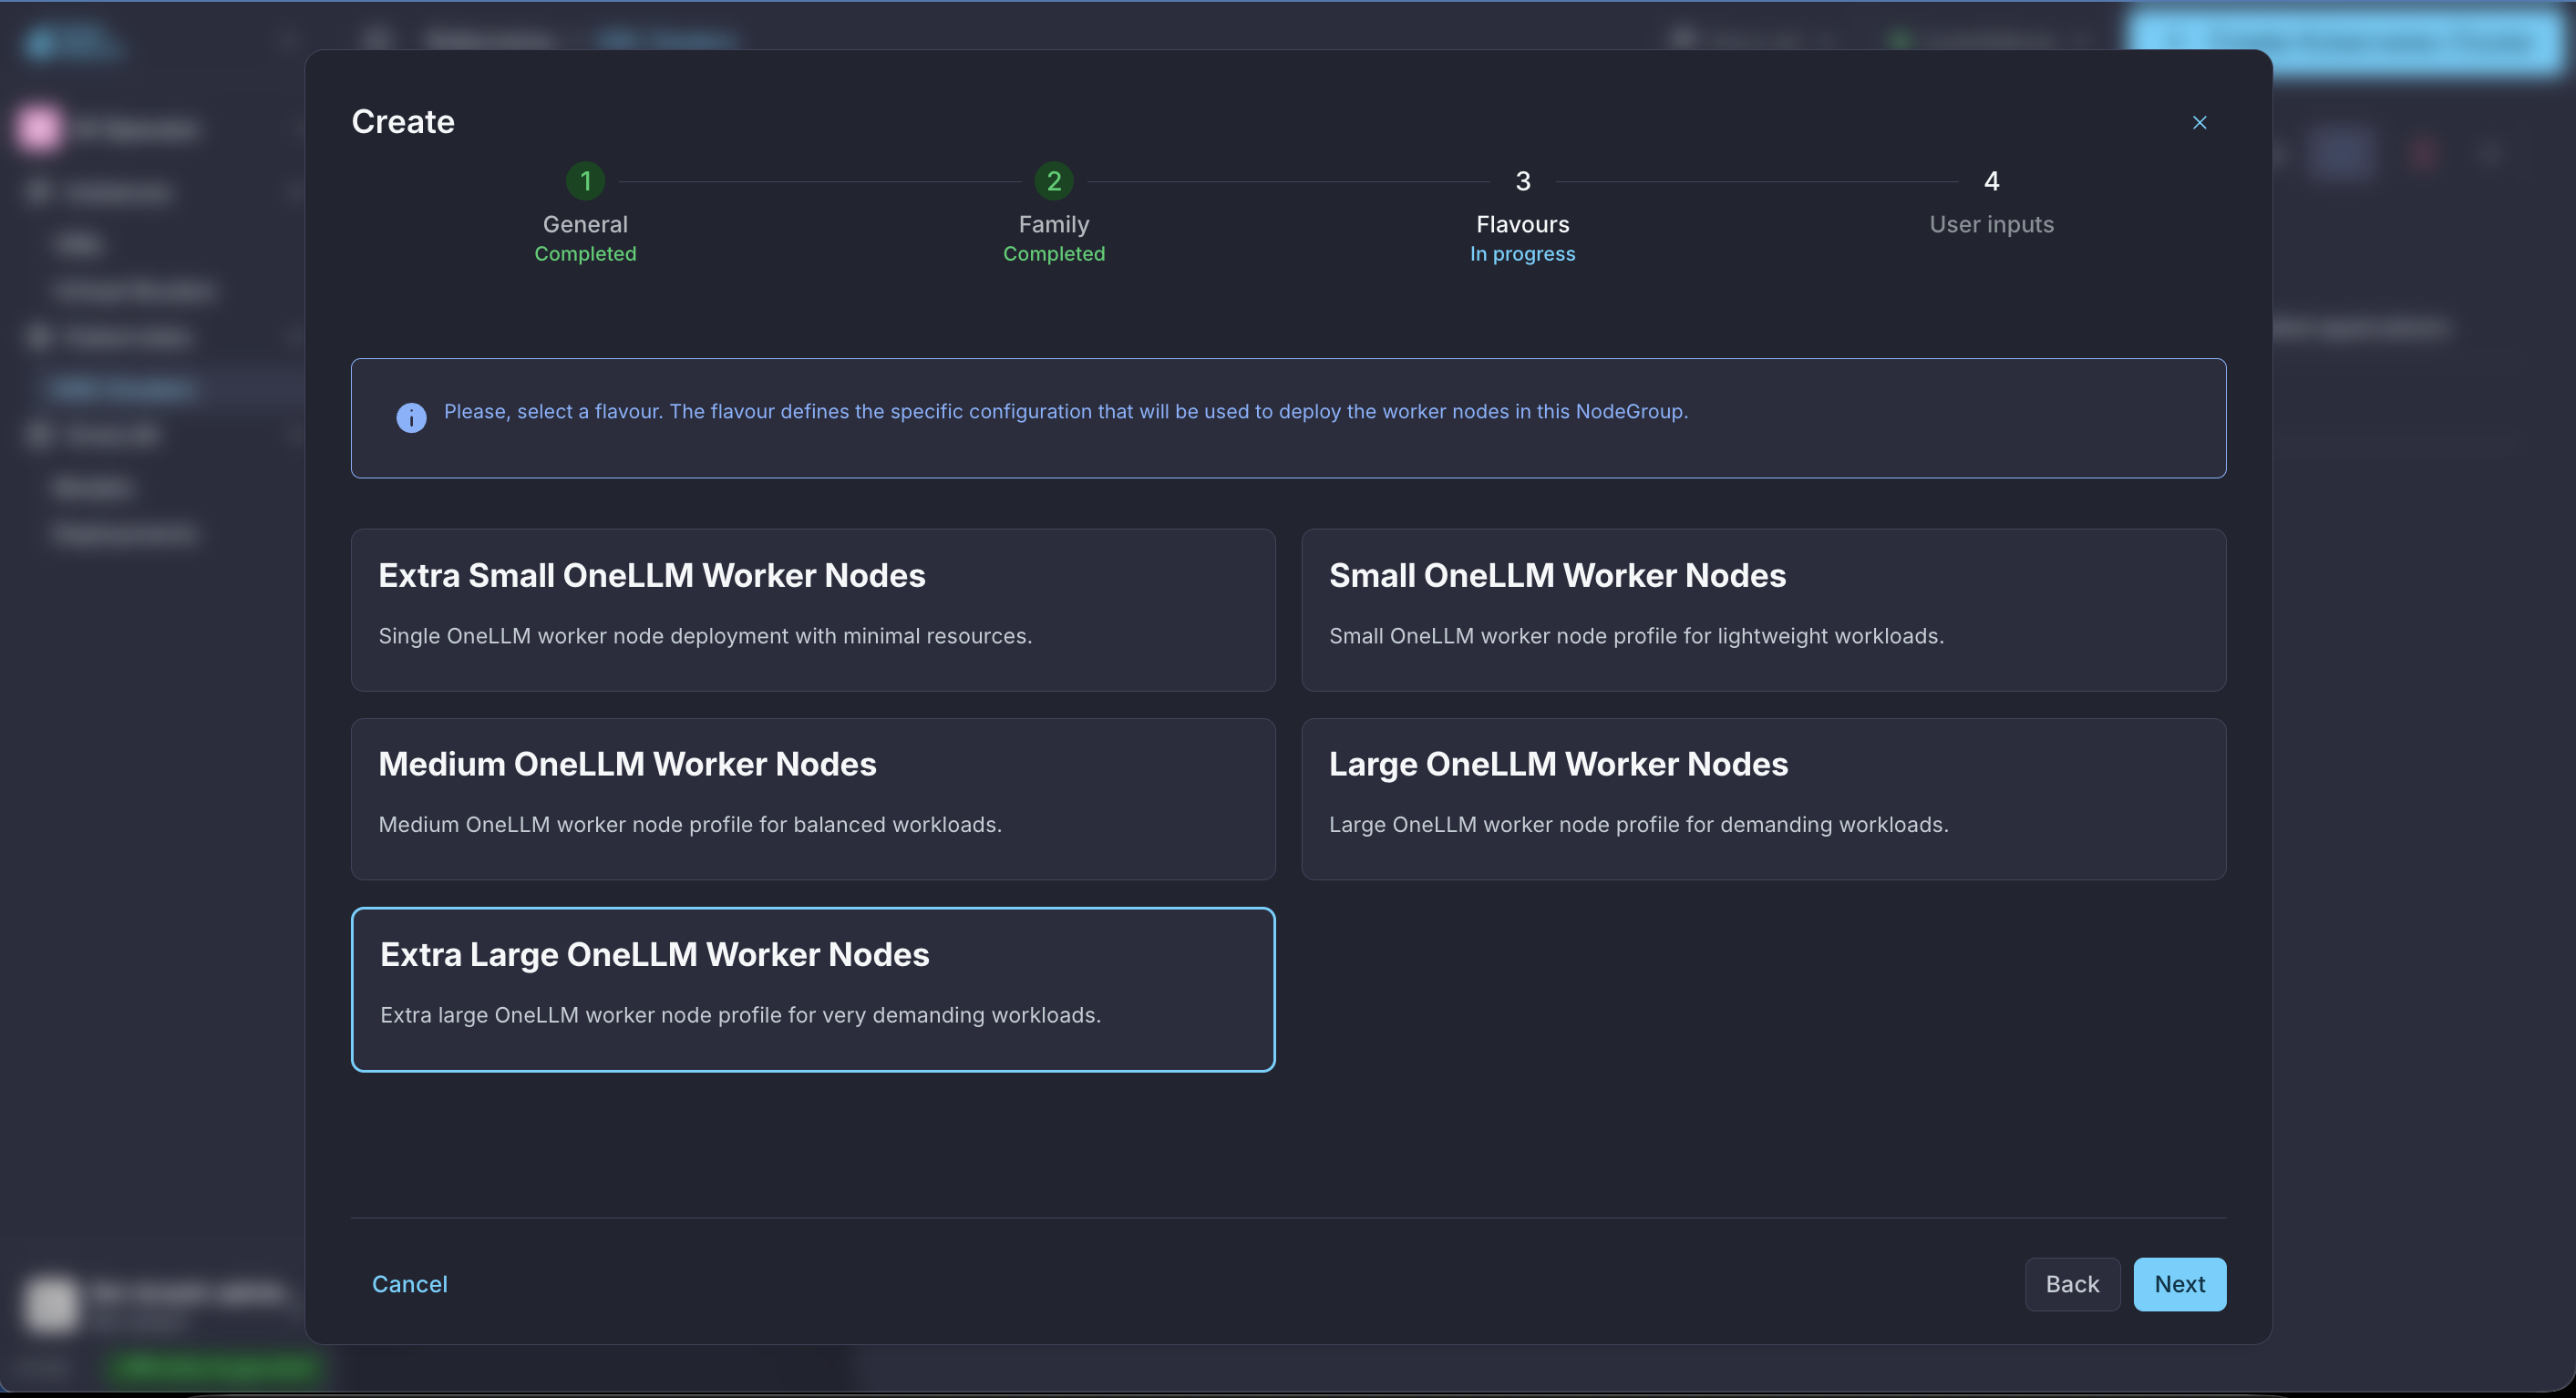 Create
1
2
3
4
General
Family
Flavours
User inputs
Completed
Completed
In progress
Please, select a flavour. The flavour defines the specific configuration that will be used to deploy the worker nodes in this NodeGroup.
Extra Small OneLLM Worker Nodes
Single OneLLM worker node deployment with minimal resources.
Small OneLLM Worker Nodes
Small OneLLM worker node profile for lightweight workloads.
Medium OneLLM Worker Nodes
Medium OneLLM worker node profile for balanced workloads.
Large OneLLM Worker Nodes
Large OneLLM worker node profile for demanding workloads.
Extra Large OneLLM Worker Nodes
Extra large OneLLM worker node profile for very demanding workloads.
Cancel
Back
Next